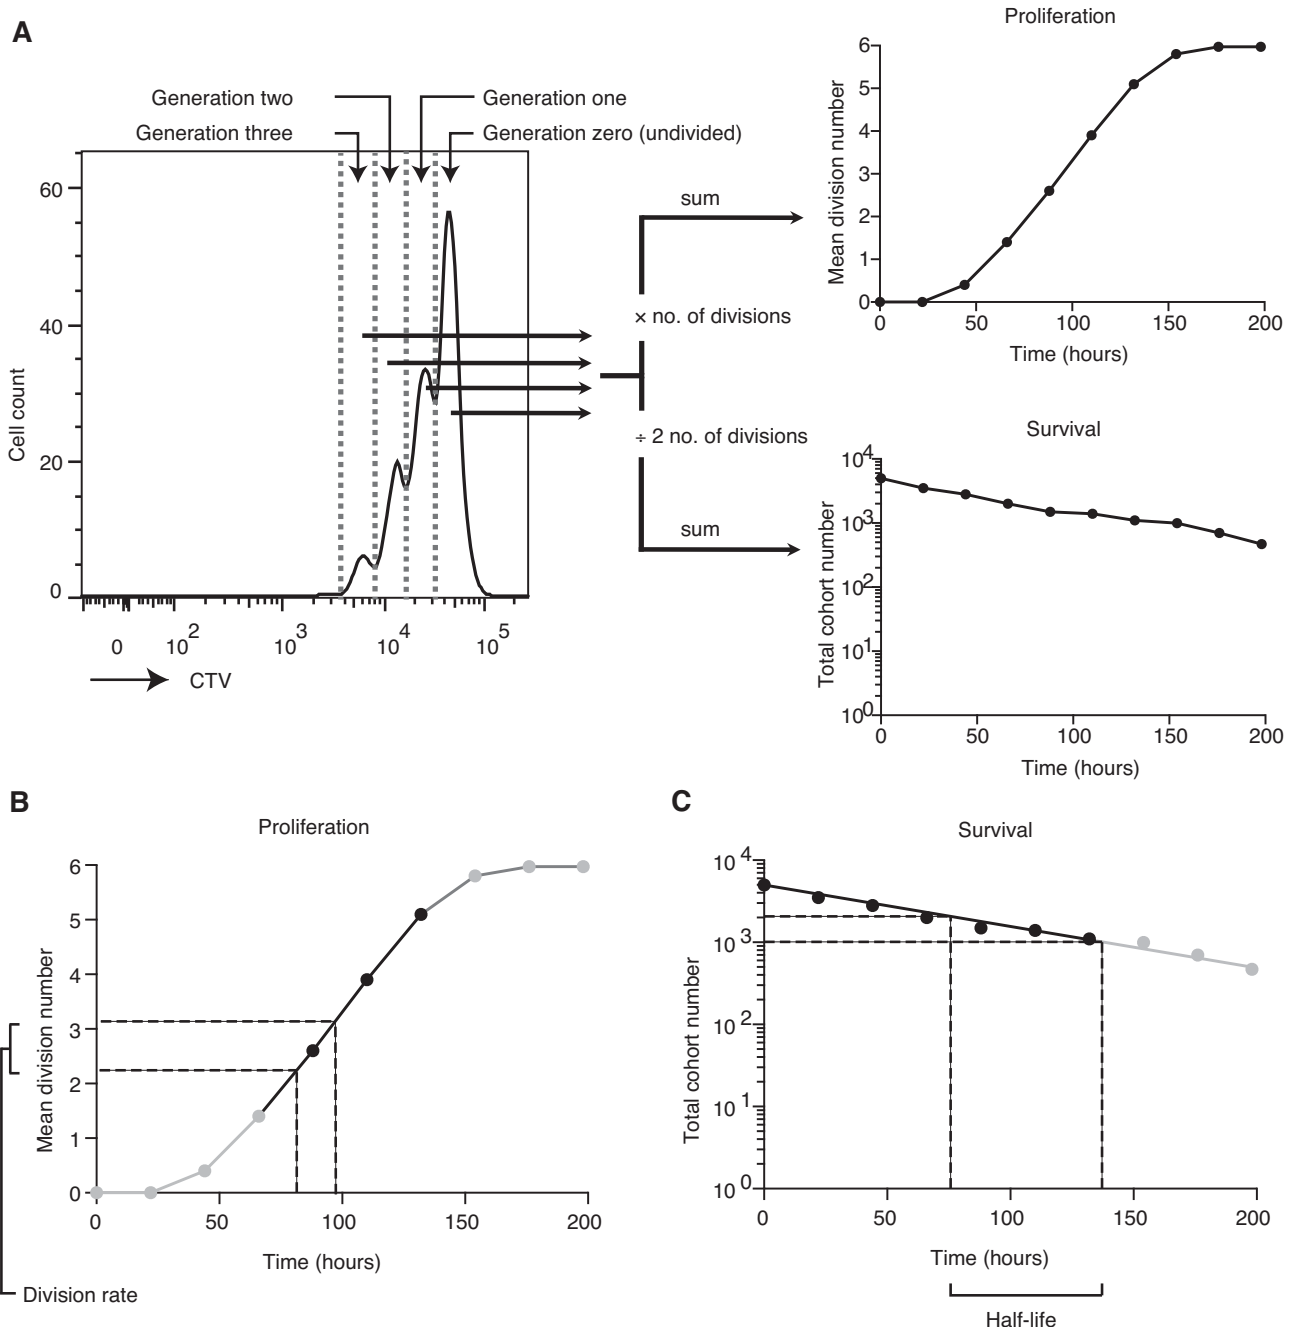 A
Generation two
Generation three
Generation one
Generation zero (undivided)
60
40
20
0
Cell count
0
10^2
10^3
10^4
10^5
CTV
sum
× no. of divisions
÷ 2 no. of divisions
sum
Proliferation
6
5
4
3
2
1
0
Mean division number
0 50 100 150 200
Time (hours)
Survival
10^4
10^3
10^2
10^1
10^0
Total cohort number
0 50 100 150 200
Time (hours)
B
Proliferation
6
5
4
3
2
1
0
Mean division number
0 50 100 150 200
Time (hours)
Division rate
C
Survival
10^4
10^3
10^2
10^1
10^0
Total cohort number
0 50 100 150 200
Time (hours)
Half-life